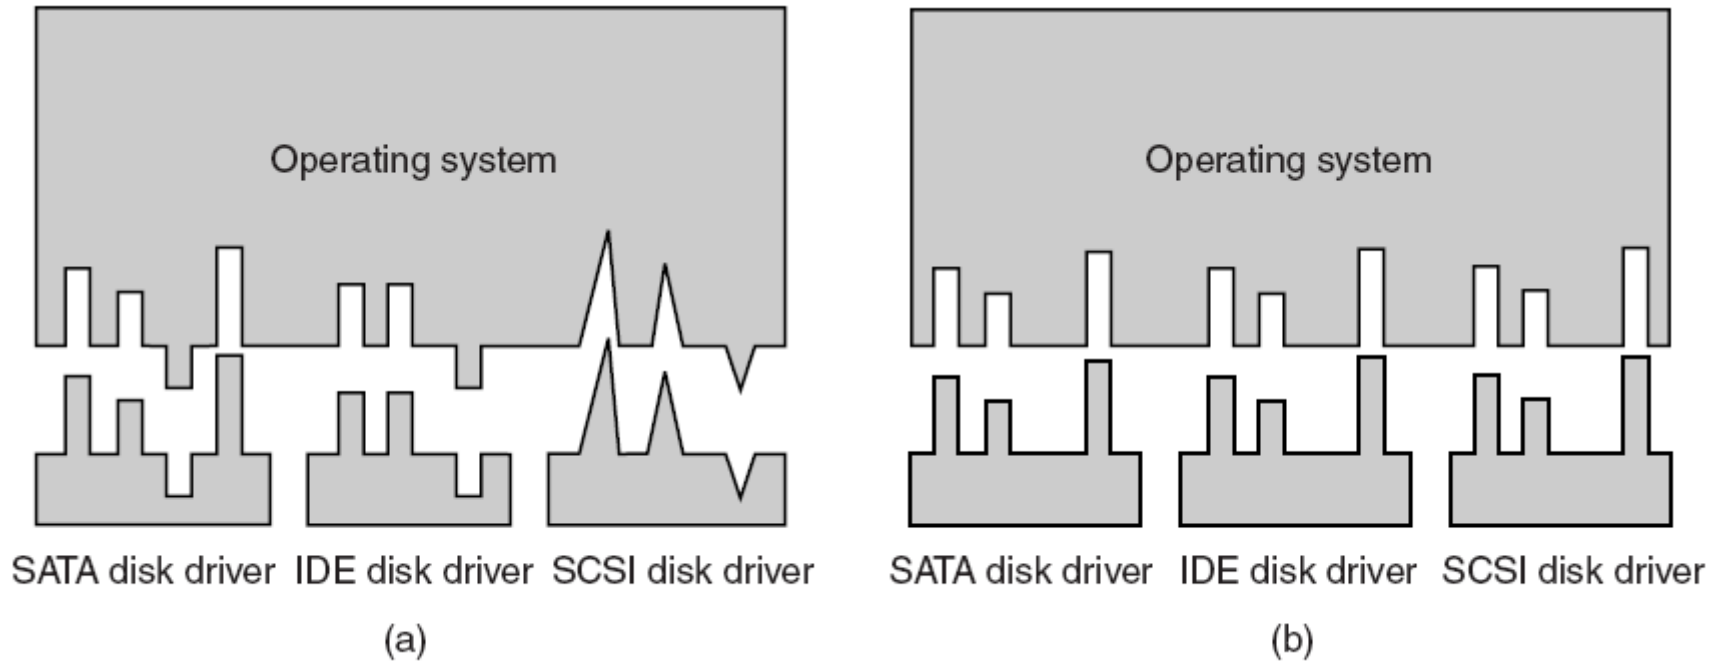 Operating system
Operating system
SATA disk driver IDE disk driver SCSI disk driver
SATA disk driver IDE disk driver SCSI disk driver
(a)
(b)